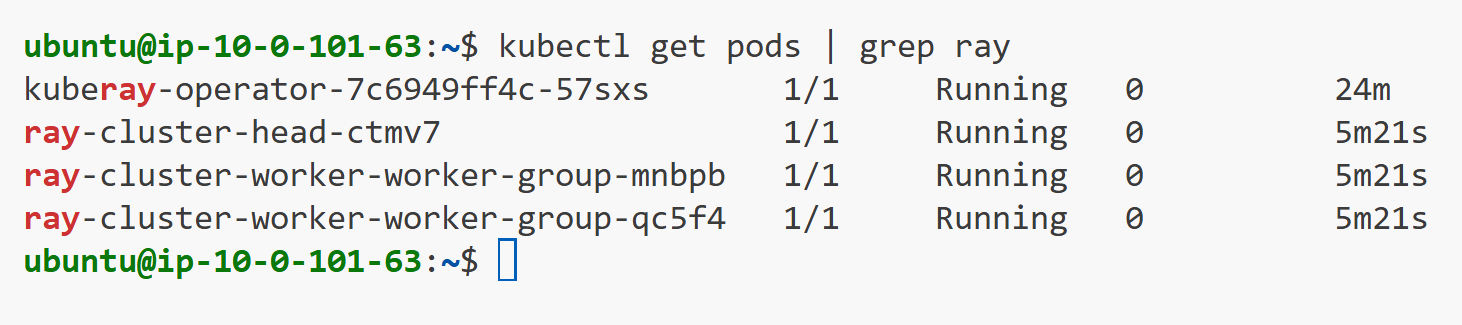 ubuntu@ip-10-0-101-63:~$ kubectl get pods | grep ray
kuberay-operator-7c6949ff4c-57sxs 1/1 Running 0 24m
ray-cluster-head-ctmv7 1/1 Running 0 5m21s
ray-cluster-worker-worker-group-mnbpb 1/1 Running 0 5m21s
ray-cluster-worker-worker-group-qc5f4 1/1 Running 0 5m21s
ubuntu@ip-10-0-101-63:~$